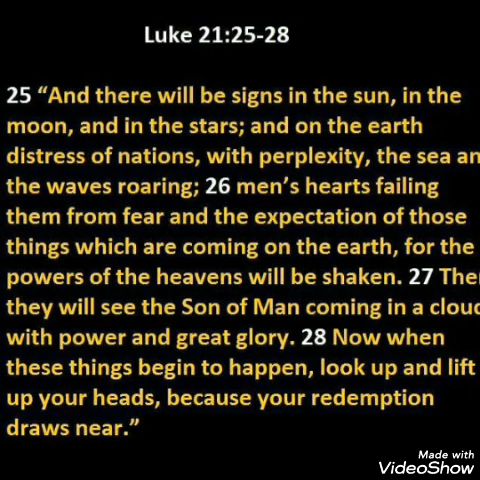 Luke 21:25-28
25 “And there will be signs in the sun, in the
moon, and in the stars; and on the earth
distress of nations, with perplexity, the sea an
the waves roaring; 26 men’s hearts failing
them from fear and the expectation of those
things which are coming on the earth, for the
powers of the heavens will be shaken. 27 The
they will see the Son of Man coming in a clou
with power and great glory. 28 Now when
these things begin to happen, look up and lift
up your heads, because your redemption
draws near.”
Made with
VideoShow